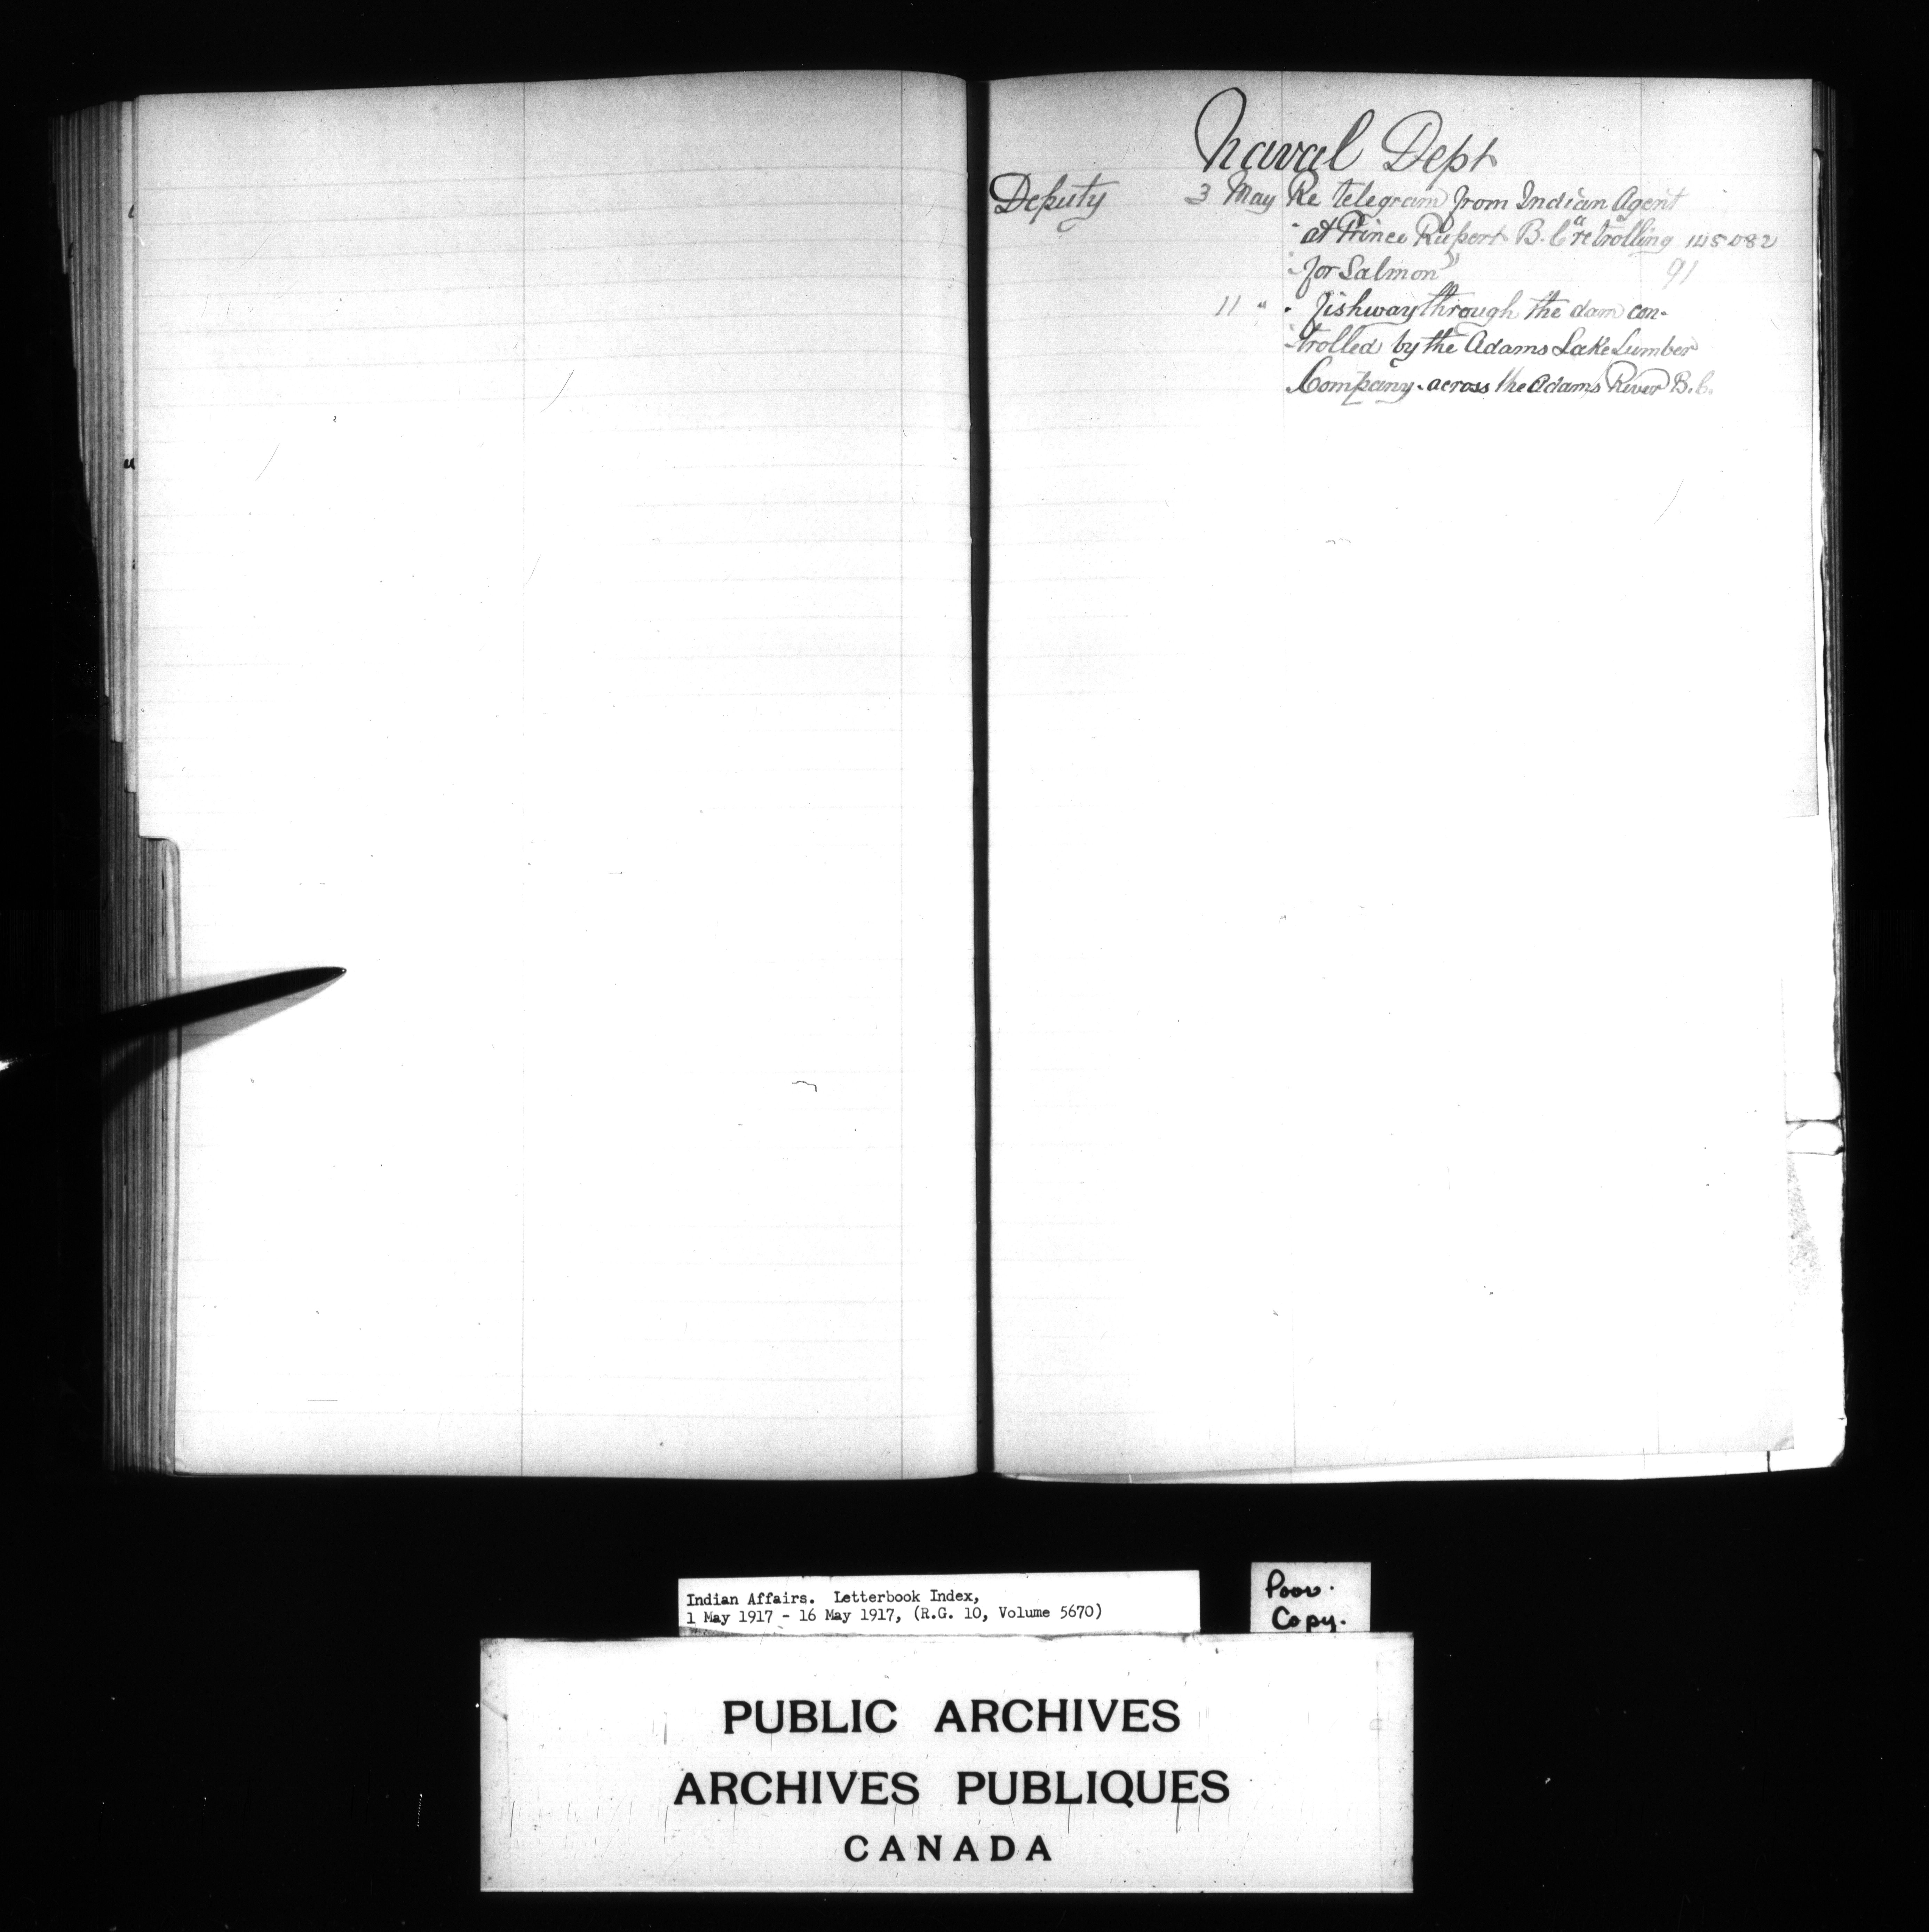 Naval Dept
Deputy 3 May Re telegram from Indian Agent
at Prince Rupert B.C. "re trolling 145082
for Salmon" 91
11 " " fishway through the dam con-
trolled by the Adams Lake Lumber
Company - across the Adams River B.C.
Indian Affairs. Letterbook Index,
1 May 1917 - 16 May 1917, (R.G. 10, Volume 5670)
Poor.
Copy.
PUBLIC ARCHIVES
ARCHIVES PUBLIQUES
CANADA